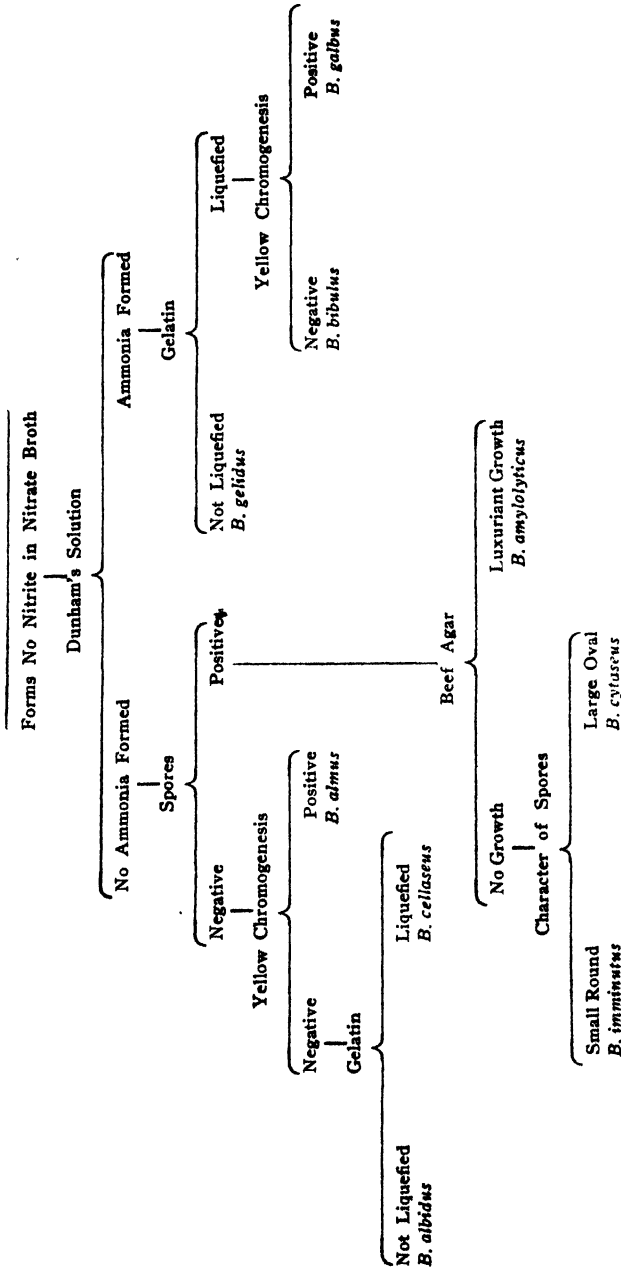 Forms No Nitrite in Nitrate Broth
Dunham's Solution
No Ammonia Formed
Ammonia Formed
Spores
Gelatin
Negative
Positive
Not Liquefied
B. gelidus
Liquefied
Yellow Chromogenesis
Yellow Chromogenesis
Negative
Positive
B. almus
Negative
B. bibulus
Positive
B. galbus
Gelatin
Not Liquefied
B. albidus
Liquefied
B. cellaseus
Beef Agar
No Growth
Luxuriant Growth
B. amylolyticus
Character of Spores
Small Round
B. imminutus
Large Oval
B. cytaseus